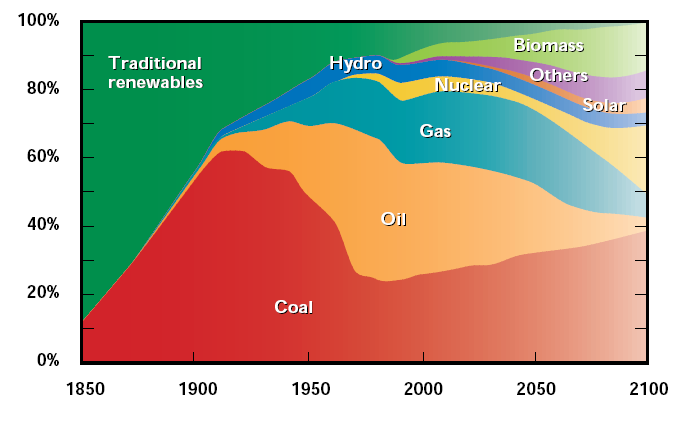 100%
80%
60%
40%
20%
0%
Traditional
renewables
Hydro
Biomass
Others
Nuclear
Solar
Gas
Oil
Coal
1850 1900 1950 2000 2050 2100